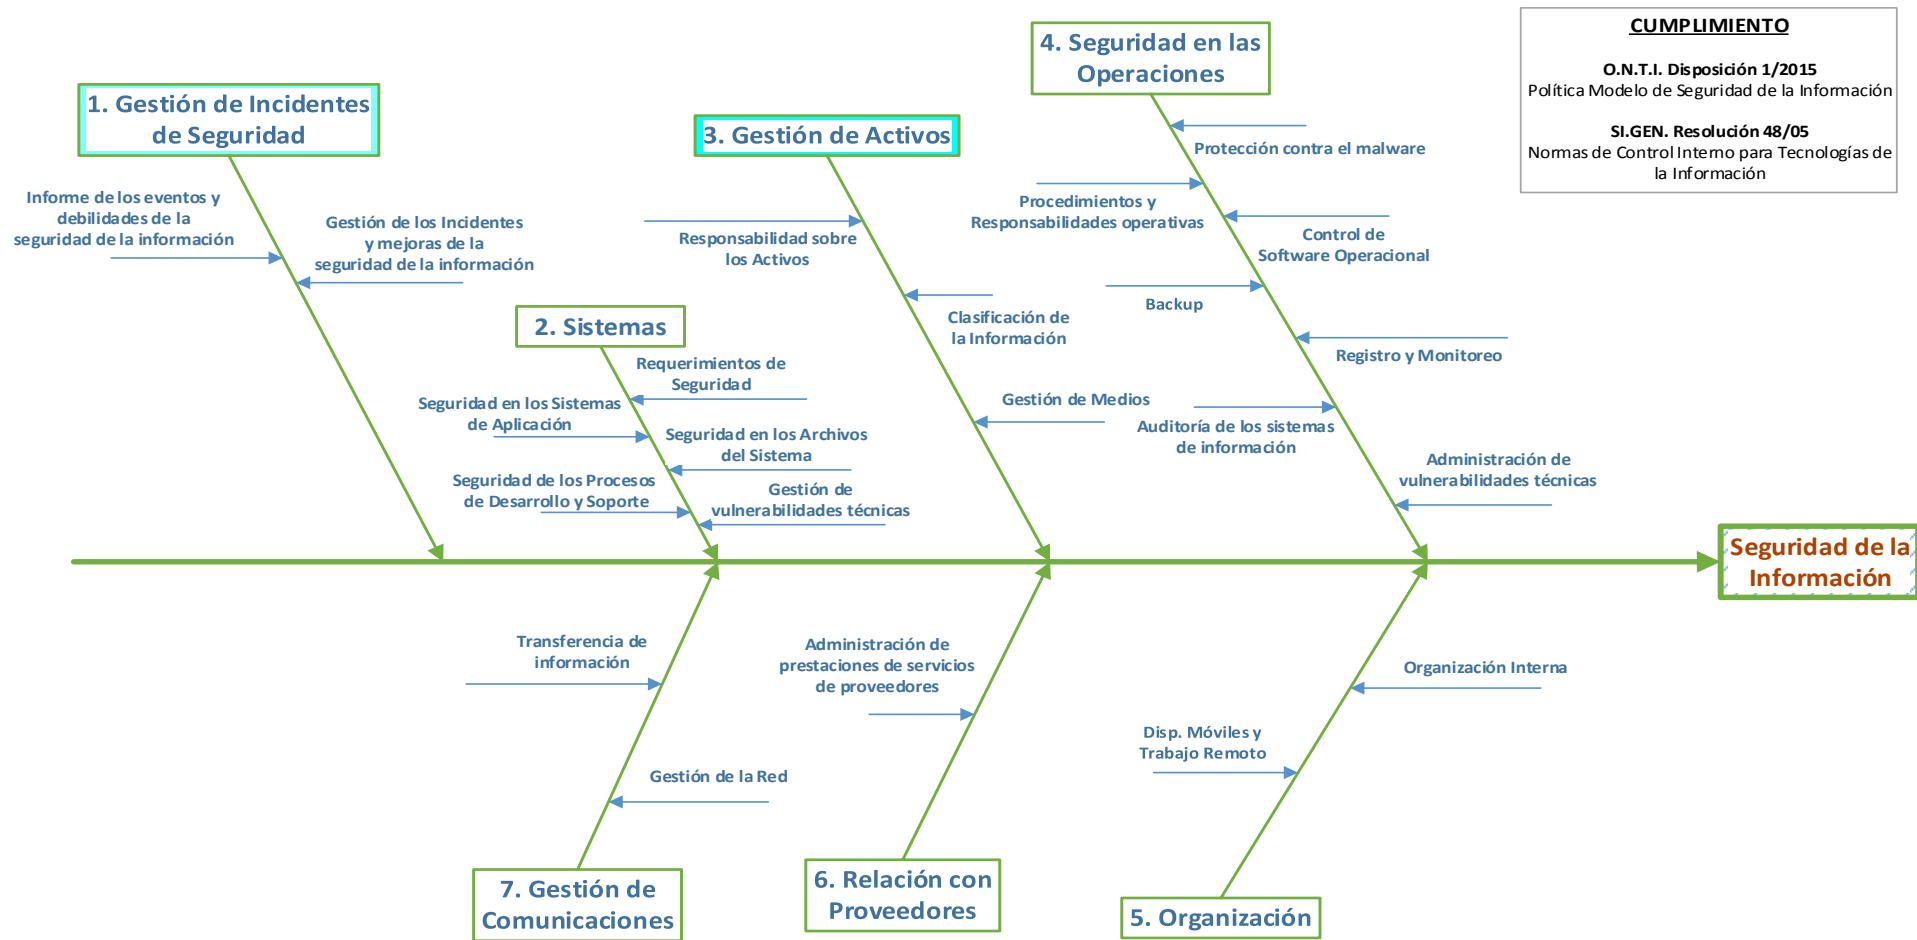 CUMPLIMIENTO
O.N.T.I. Disposición 1/2015
Política Modelo de Seguridad de la Información
SI.GEN. Resolución 48/05
Normas de Control Interno para Tecnologías de
la Información
4. Seguridad en las
Operaciones
1. Gestión de Incidentes
de Seguridad
3. Gestión de Activos
Protección contra el malware
Procedimientos y
Responsabilidades operativas
Control de
Software Operacional
Backup
Registro y Monitoreo
Auditoría de los sistemas
de información
Administración de
vulnerabilidades técnicas
Informe de los eventos y
debilidades de la
seguridad de la información
Gestión de los Incidentes
y mejoras de la
seguridad de la información
Responsabilidad sobre
los Activos
Clasificación de
la Información
Gestión de Medios
2. Sistemas
Requerimientos de
Seguridad
Seguridad en los Sistemas
de Aplicación
Seguridad en los Archivos
del Sistema
Seguridad de los Procesos
de Desarrollo y Soporte
Gestión de
vulnerabilidades técnicas
Seguridad de la
Información
Transferencia de
información
Gestión de la Red
Administración de
prestaciones de servicios
de proveedores
Organización Interna
Disp. Móviles y
Trabajo Remoto
7. Gestión de
Comunicaciones
6. Relación con
Proveedores
5. Organización